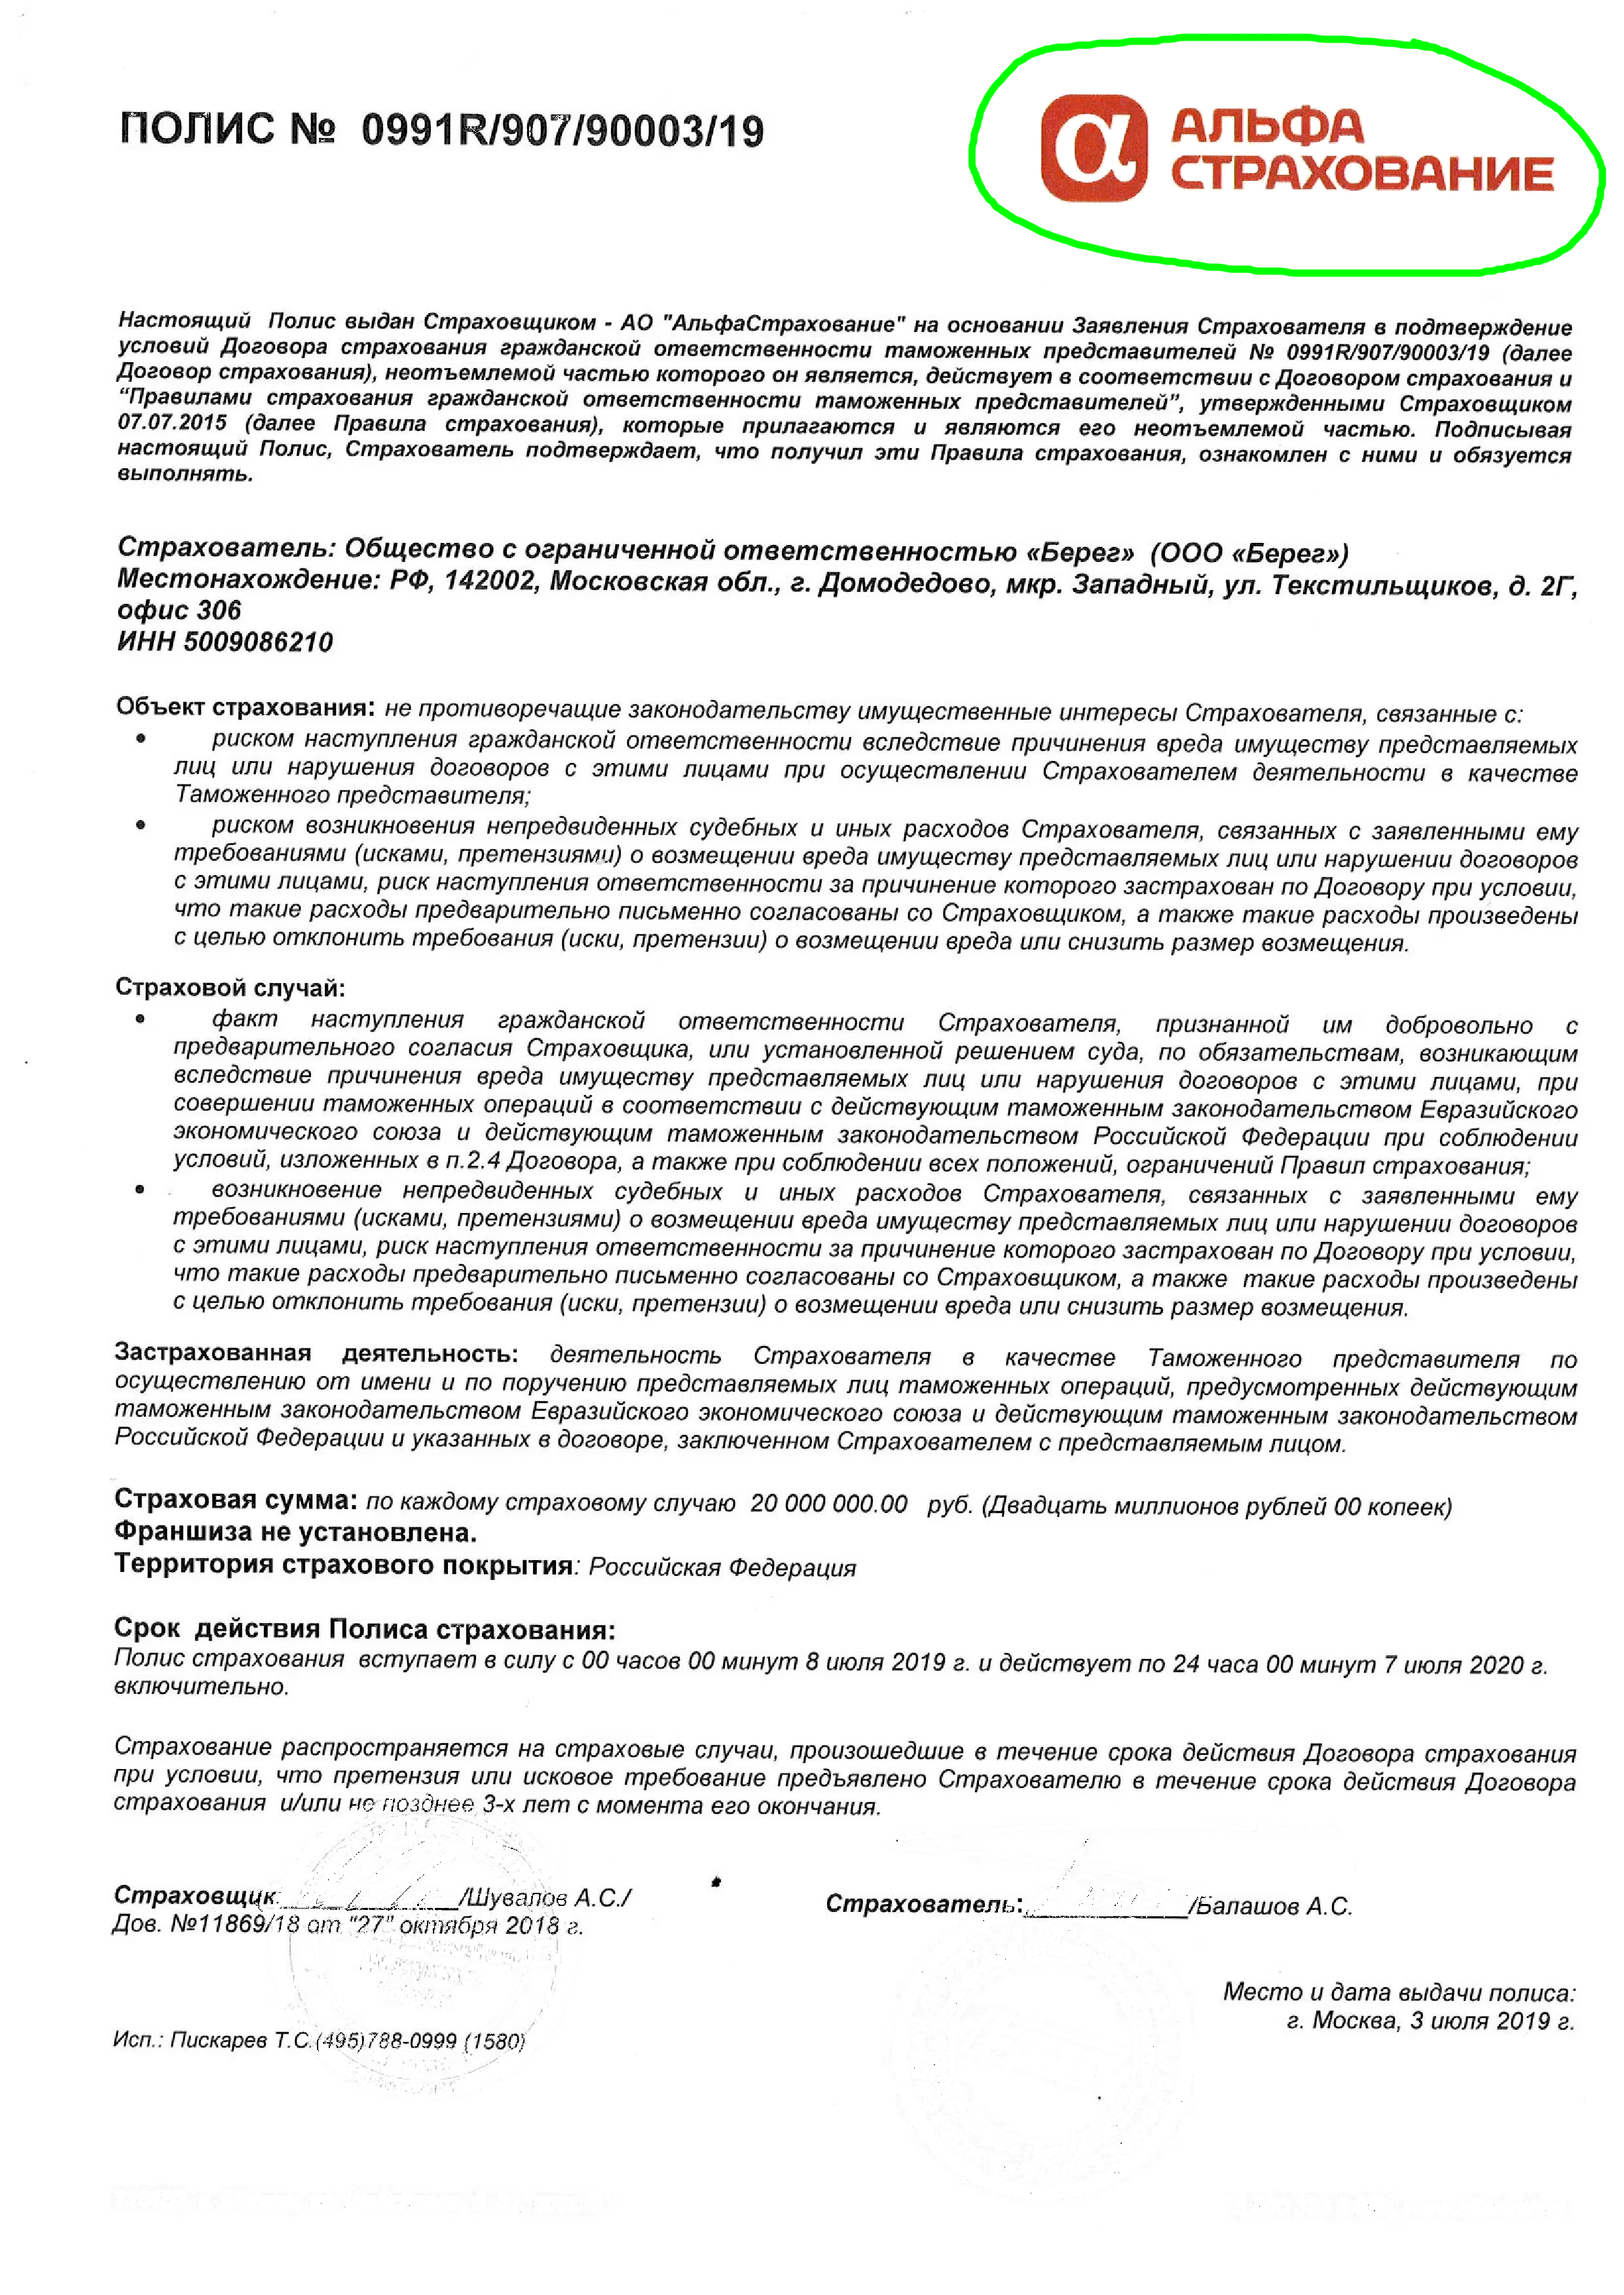 ПОЛИС № 0991R/907/90003/19
АЛЬФА
СТРАХОВАНИЕ
Настоящий Полис выдан Страховщиком - АО "АльфаСтрахование" на основании Заявления Страхователя в подтверждение
условий Договора страхования гражданской ответственности таможенных представителей № 0991R/907/90003/19 (далее
Договор страхования), неотъемлемой частью которого он является, действует в соответствии с Договором страхования и
“Правилами страхования гражданской ответственности таможенных представителей”, утвержденными Страховщиком
07.07.2015 (далее Правила страхования), которые прилагаются и являются его неотъемлемой частью. Подписывая
настоящий Полис, Страхователь подтверждает, что получил эти Правила страхования, ознакомлен с ними и обязуется
выполнять.
Страхователь: Общество с ограниченной ответственностью «Берег» (ООО «Берег»)
Местонахождение: РФ, 142002, Московская обл., г. Домодедово, мкр. Западный, ул. Текстильщиков, д. 2Г,
офис 306
ИНН 5009086210
Объект страхования: не противоречащие законодательству имущественные интересы Страхователя, связанные с:
• риском наступления гражданской ответственности вследствие причинения вреда имуществу представляемых
лиц или нарушения договоров с этими лицами при осуществлении Страхователем деятельности в качестве
Таможенного представителя;
• риском возникновения непредвиденных судебных и иных расходов Страхователя, связанных с заявленными ему
требованиями (исками, претензиями) о возмещении вреда имуществу представляемых лиц или нарушении договоров
с этими лицами, риск наступления ответственности за причинение которого застрахован по Договору при условии,
что такие расходы предварительно письменно согласованы со Страховщиком, а также такие расходы произведены
с целью отклонить требования (иски, претензии) о возмещении вреда или снизить размер возмещения.
Страховой случай:
• факт наступления гражданской ответственности Страхователя, признанной им добровольно с
предварительного согласия Страховщика, или установленной решением суда, по обязательствам, возникающим
вследствие причинения вреда имуществу представляемых лиц или нарушения договоров с этими лицами, при
совершении таможенных операций в соответствии с действующим таможенным законодательством Евразийского
экономического союза и действующим таможенным законодательством Российской Федерации при соблюдении
условий, изложенных в п.2.4 Договора, а также при соблюдении всех положений, ограничений Правил страхования;
• возникновение непредвиденных судебных и иных расходов Страхователя, связанных с заявленными ему
требованиями (исками, претензиями) о возмещении вреда имуществу представляемых лиц или нарушении договоров
с этими лицами, риск наступления ответственности за причинение которого застрахован по Договору при условии,
что такие расходы предварительно письменно согласованы со Страховщиком, а также такие расходы произведены
с целью отклонить требования (иски, претензии) о возмещении вреда или снизить размер возмещения.
Застрахованная деятельность: деятельность Страхователя в качестве Таможенного представителя по
осуществлению от имени и по поручению представляемых лиц таможенных операций, предусмотренных действующим
таможенным законодательством Евразийского экономического союза и действующим таможенным законодательством
Российской Федерации и указанных в договоре, заключенном Страхователем с представляемым лицом.
Страховая сумма: по каждому страховому случаю 20 000 000.00 руб. (Двадцать миллионов рублей 00 копеек)
Франшиза не установлена.
Территория страхового покрытия: Российская Федерация
Срок действия Полиса страхования:
Полис страхования вступает в силу с 00 часов 00 минут 8 июля 2019 г. и действует по 24 часа 00 минут 7 июля 2020 г.
включительно.
Страхование распространяется на страховые случаи, произошедшие в течение срока действия Договора страхования
при условии, что претензия или исковое требование предъявлено Страхователю в течение срока действия Договора
страхования и/или не позднее 3-х лет с момента его окончания.
Страховщик: /Шувалов А.С./
Дов. №11869/18 от "27" октября 2018 г.
Страхователь: /Балашов А.С.
Место и дата выдачи полиса:
г. Москва, 3 июля 2019 г.
Исп.: Пискарев Т.С.(495)788-0999 (1580)